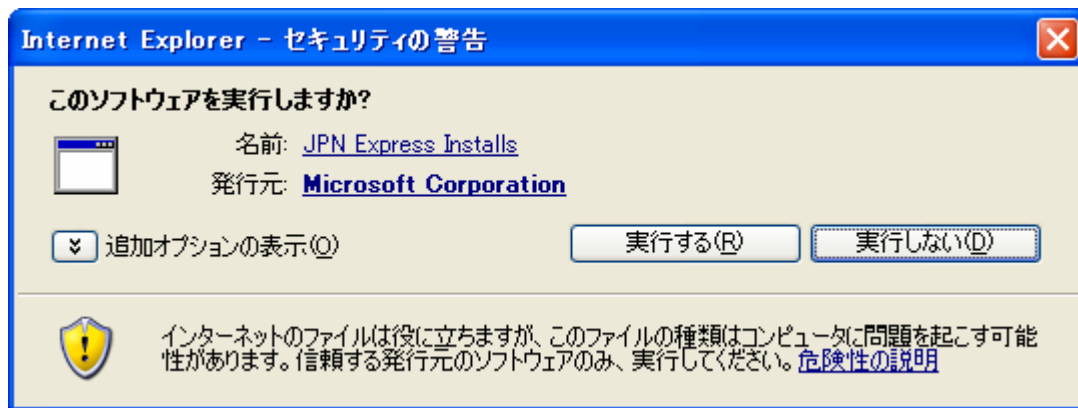 Internet Explorer - セキュリティの警告
このソフトウェアを実行しますか?
名前: JPN Express Installs
発行元: Microsoft Corporation
追加オプションの表示(O) 実行する(R) 実行しない(D)
インターネットのファイルは役に立ちますが、このファイルの種類はコンピュータに問題を起こす可能
性があります。信頼する発行元のソフトウェアのみ、実行してください。危険性の説明